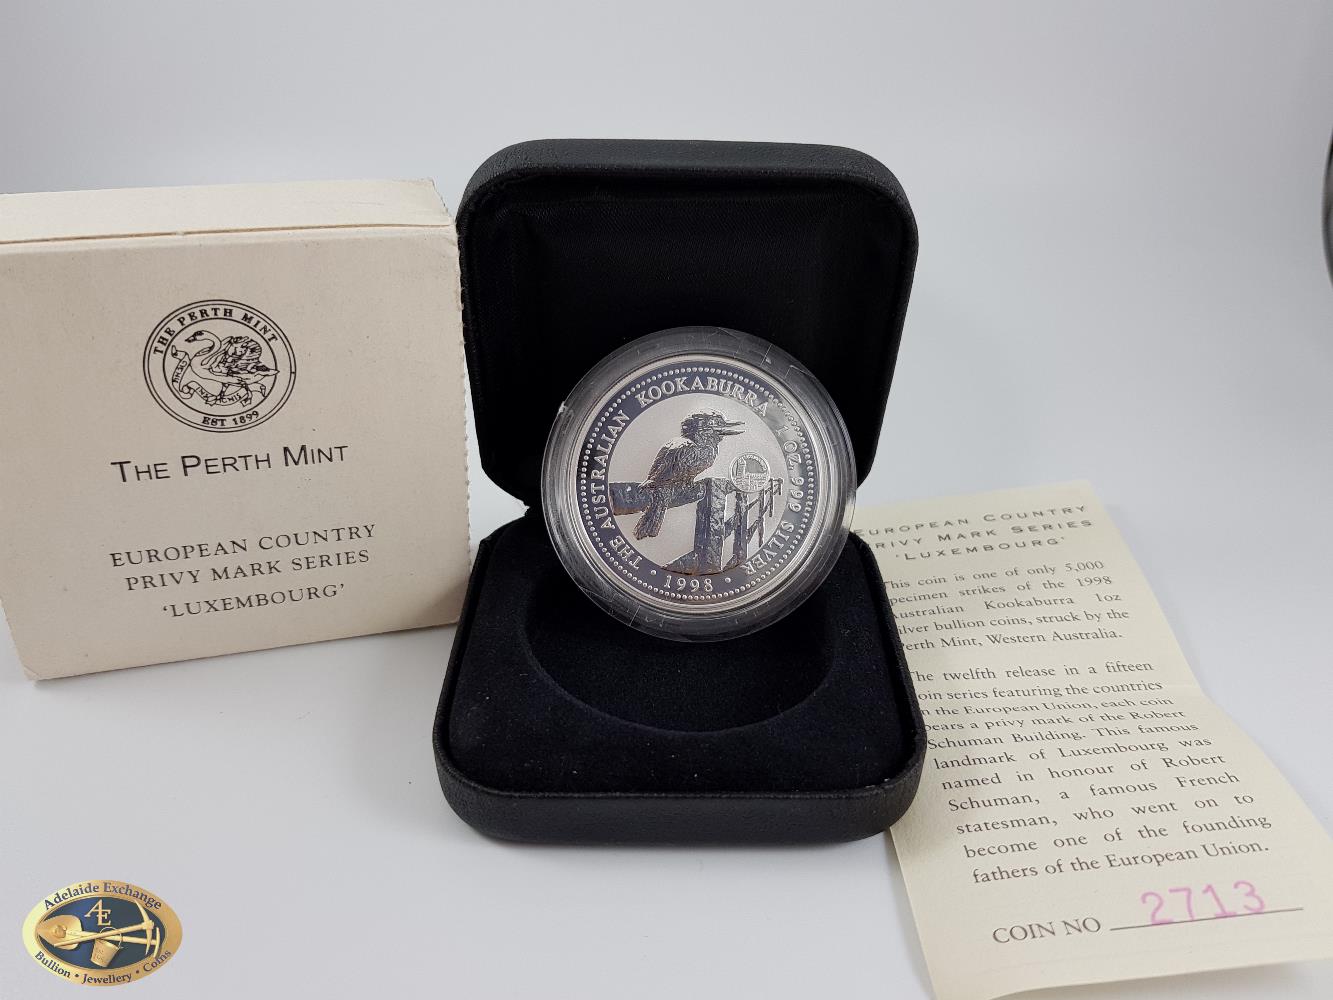 THE PERTH MINT
EST 1899
THE PERTH MINT
EUROPEAN COUNTRY
PRIVY MARK SERIES
'LUXEMBOURG'
THE AUSTRALIAN KOOKABURRA 1 OZ. 999 SILVER
· 1998 ·
EUROPEAN COUNTRY
PRIVY MARK SERIES
'LUXEMBOURG'
This coin is one of only 5,000
specimen strikes of the 1998
Australian Kookaburra 1oz
silver bullion coins, struck by the
Perth Mint, Western Australia.
The twelfth release in a fifteen
coin series featuring the countries
in the European Union, each coin
bears a privy mark of the Robert
Schuman Building. This famous
landmark of Luxembourg was
named in honour of Robert
Schuman, a famous French
statesman, who went on to
become one of the founding
fathers of the European Union.
COIN NO 2713
Adelaide Exchange
AE
Bullion · Jewellery · Coins